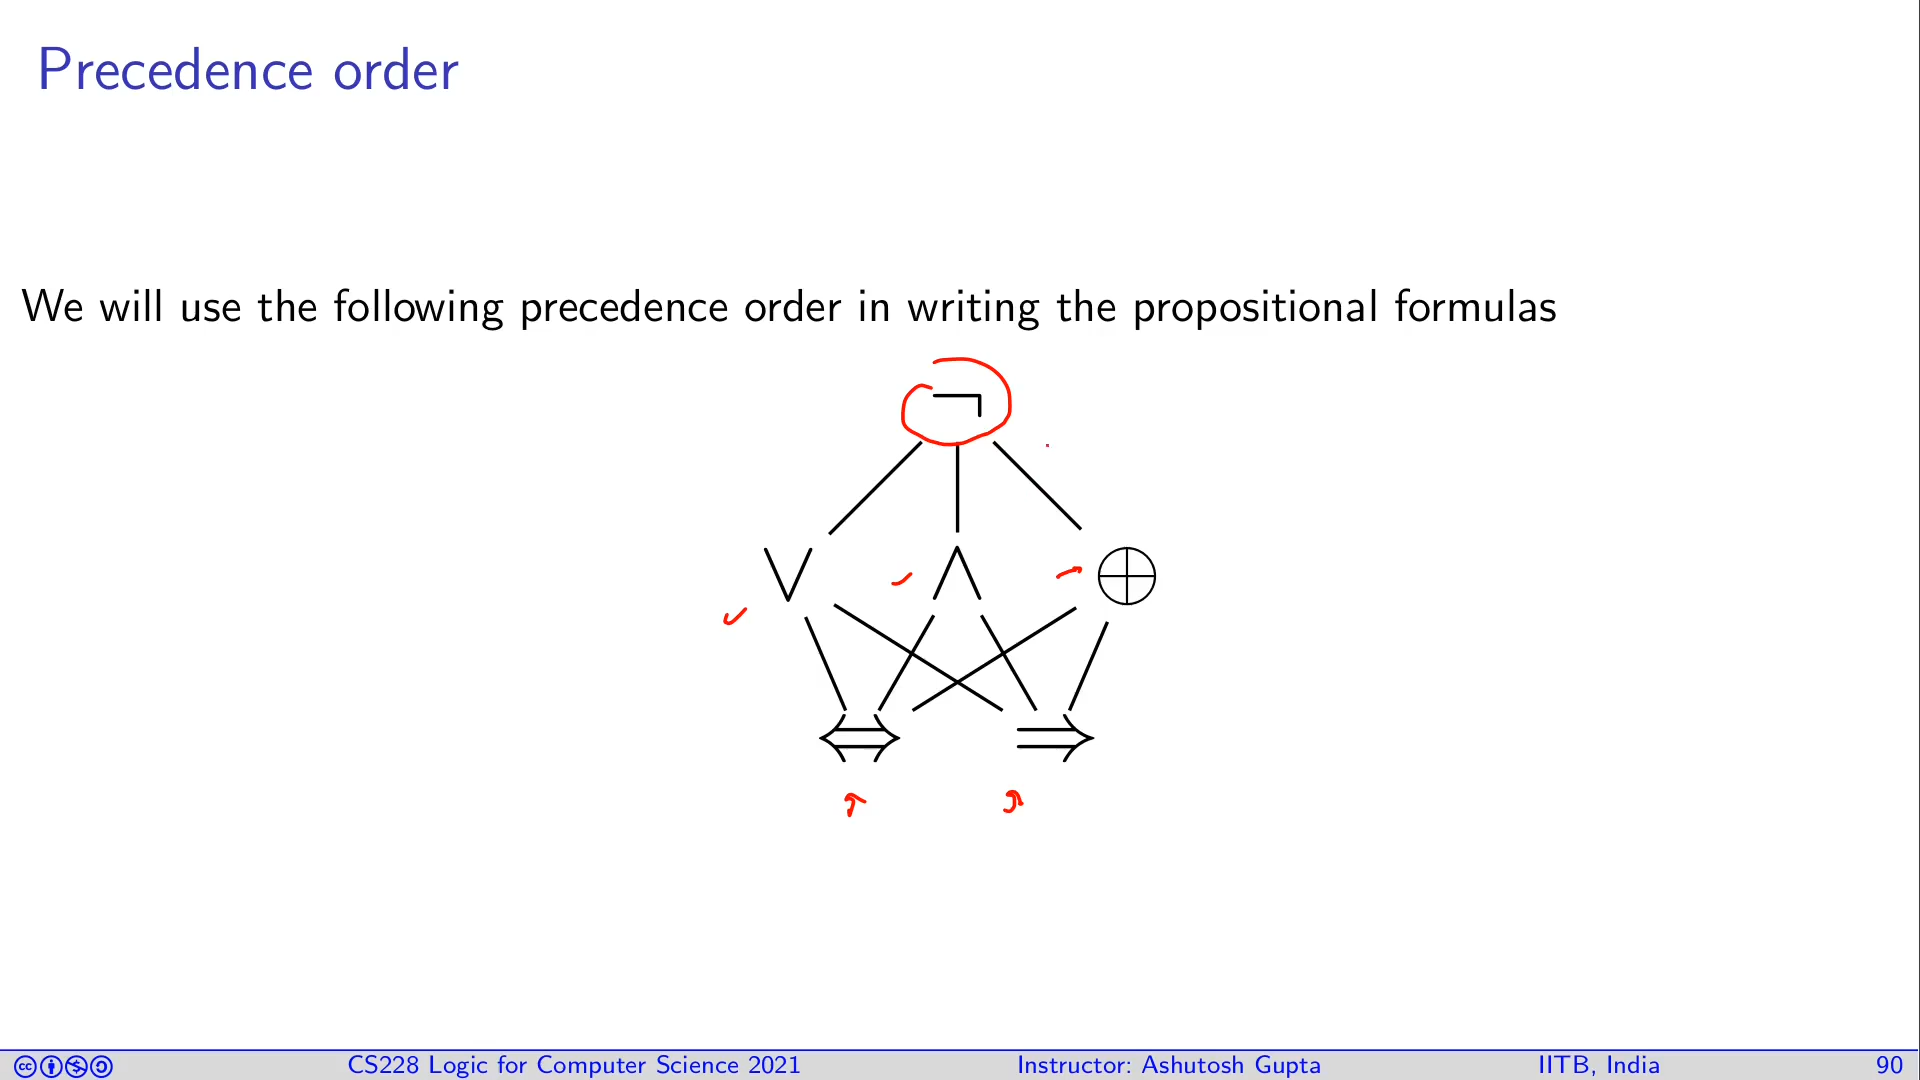 Precedence order
We will use the following precedence order in writing the propositional formulas
¬
∨ ∧ ⊕
⇔ ⇒
CS228 Logic for Computer Science 2021 Instructor: Ashutosh Gupta IITB, India 90